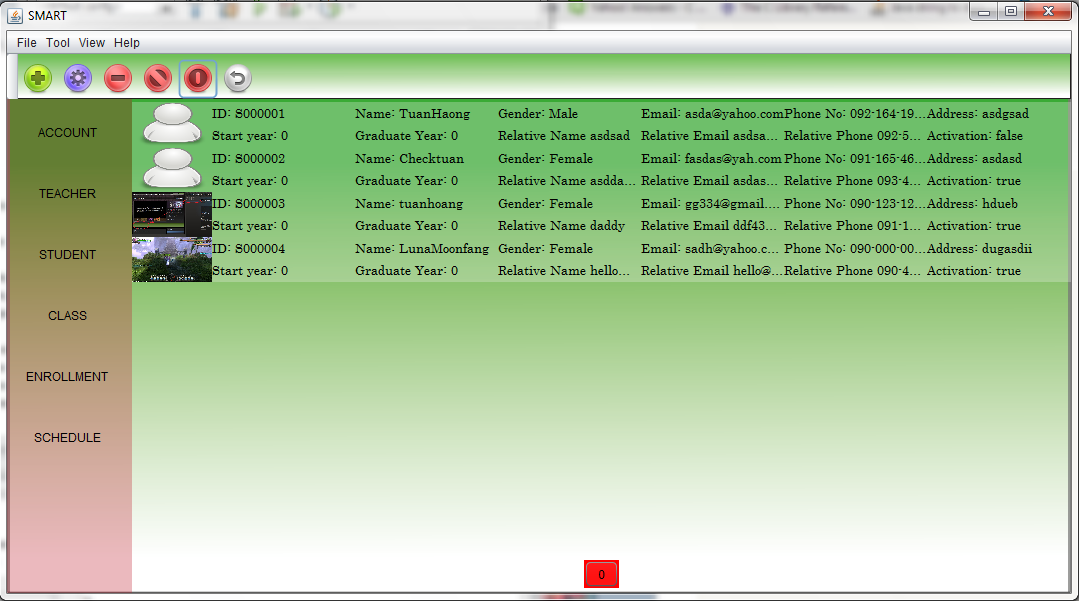 SMART
File Tool View Help
ACCOUNT
TEACHER
STUDENT
CLASS
ENROLLMENT
SCHEDULE
ID: S000001 Name: TuanHaong Gender: Male Email: asda@yahoo.com Phone No: 092-164-19... Address: asdgsad
Start year: 0 Graduate Year: 0 Relative Name asdsad Relative Email asdsa... Relative Phone 092-5... Activation: false
ID: S000002 Name: Checktuan Gender: Female Email: fasdas@yah.com Phone No: 091-165-46... Address: asdasd
Start year: 0 Graduate Year: 0 Relative Name asdda... Relative Email asdas... Relative Phone 093-4... Activation: true
ID: S000003 Name: tuanhoang Gender: Female Email: gg334@gmail.... Phone No: 090-123-12... Address: hdueb
Start year: 0 Graduate Year: 0 Relative Name daddy Relative Email ddf43... Relative Phone 091-1... Activation: true
ID: S000004 Name: LunaMoonfang Gender: Female Email: sadh@yahoo.c... Phone No: 090-000-00... Address: dugasdii
Start year: 0 Graduate Year: 0 Relative Name hello... Relative Email hello@... Relative Phone 090-4... Activation: true
0